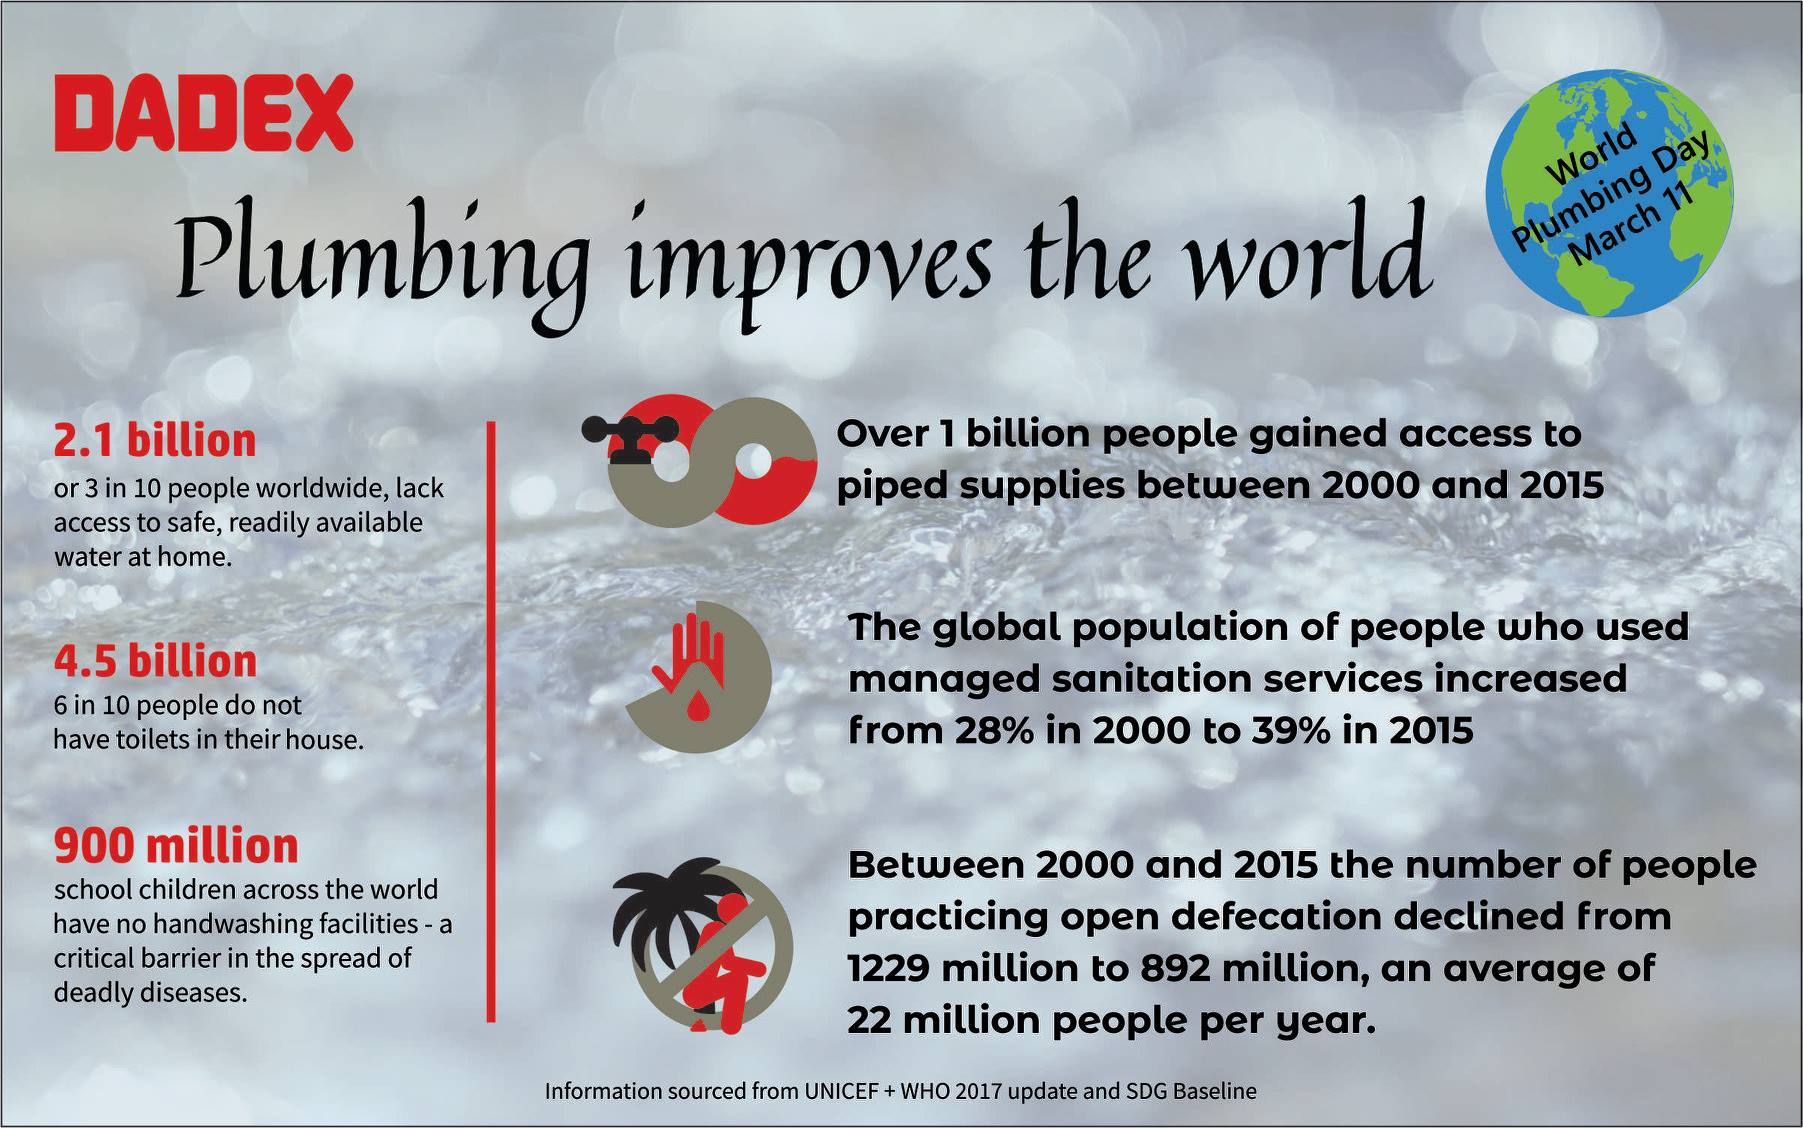 DADEX
Plumbing improves the world
World
Plumbing Day
March 11
2.1 billion
or 3 in 10 people worldwide, lack
access to safe, readily available
water at home.
4.5 billion
6 in 10 people do not
have toilets in their house.
900 million
school children across the world
have no handwashing facilities - a
critical barrier in the spread of
deadly diseases.
Over 1 billion people gained access to
piped supplies between 2000 and 2015
The global population of people who used
managed sanitation services increased
from 28% in 2000 to 39% in 2015
Between 2000 and 2015 the number of people
practicing open defecation declined from
1229 million to 892 million, an average of
22 million people per year.
Information sourced from UNICEF + WHO 2017 update and SDG Baseline